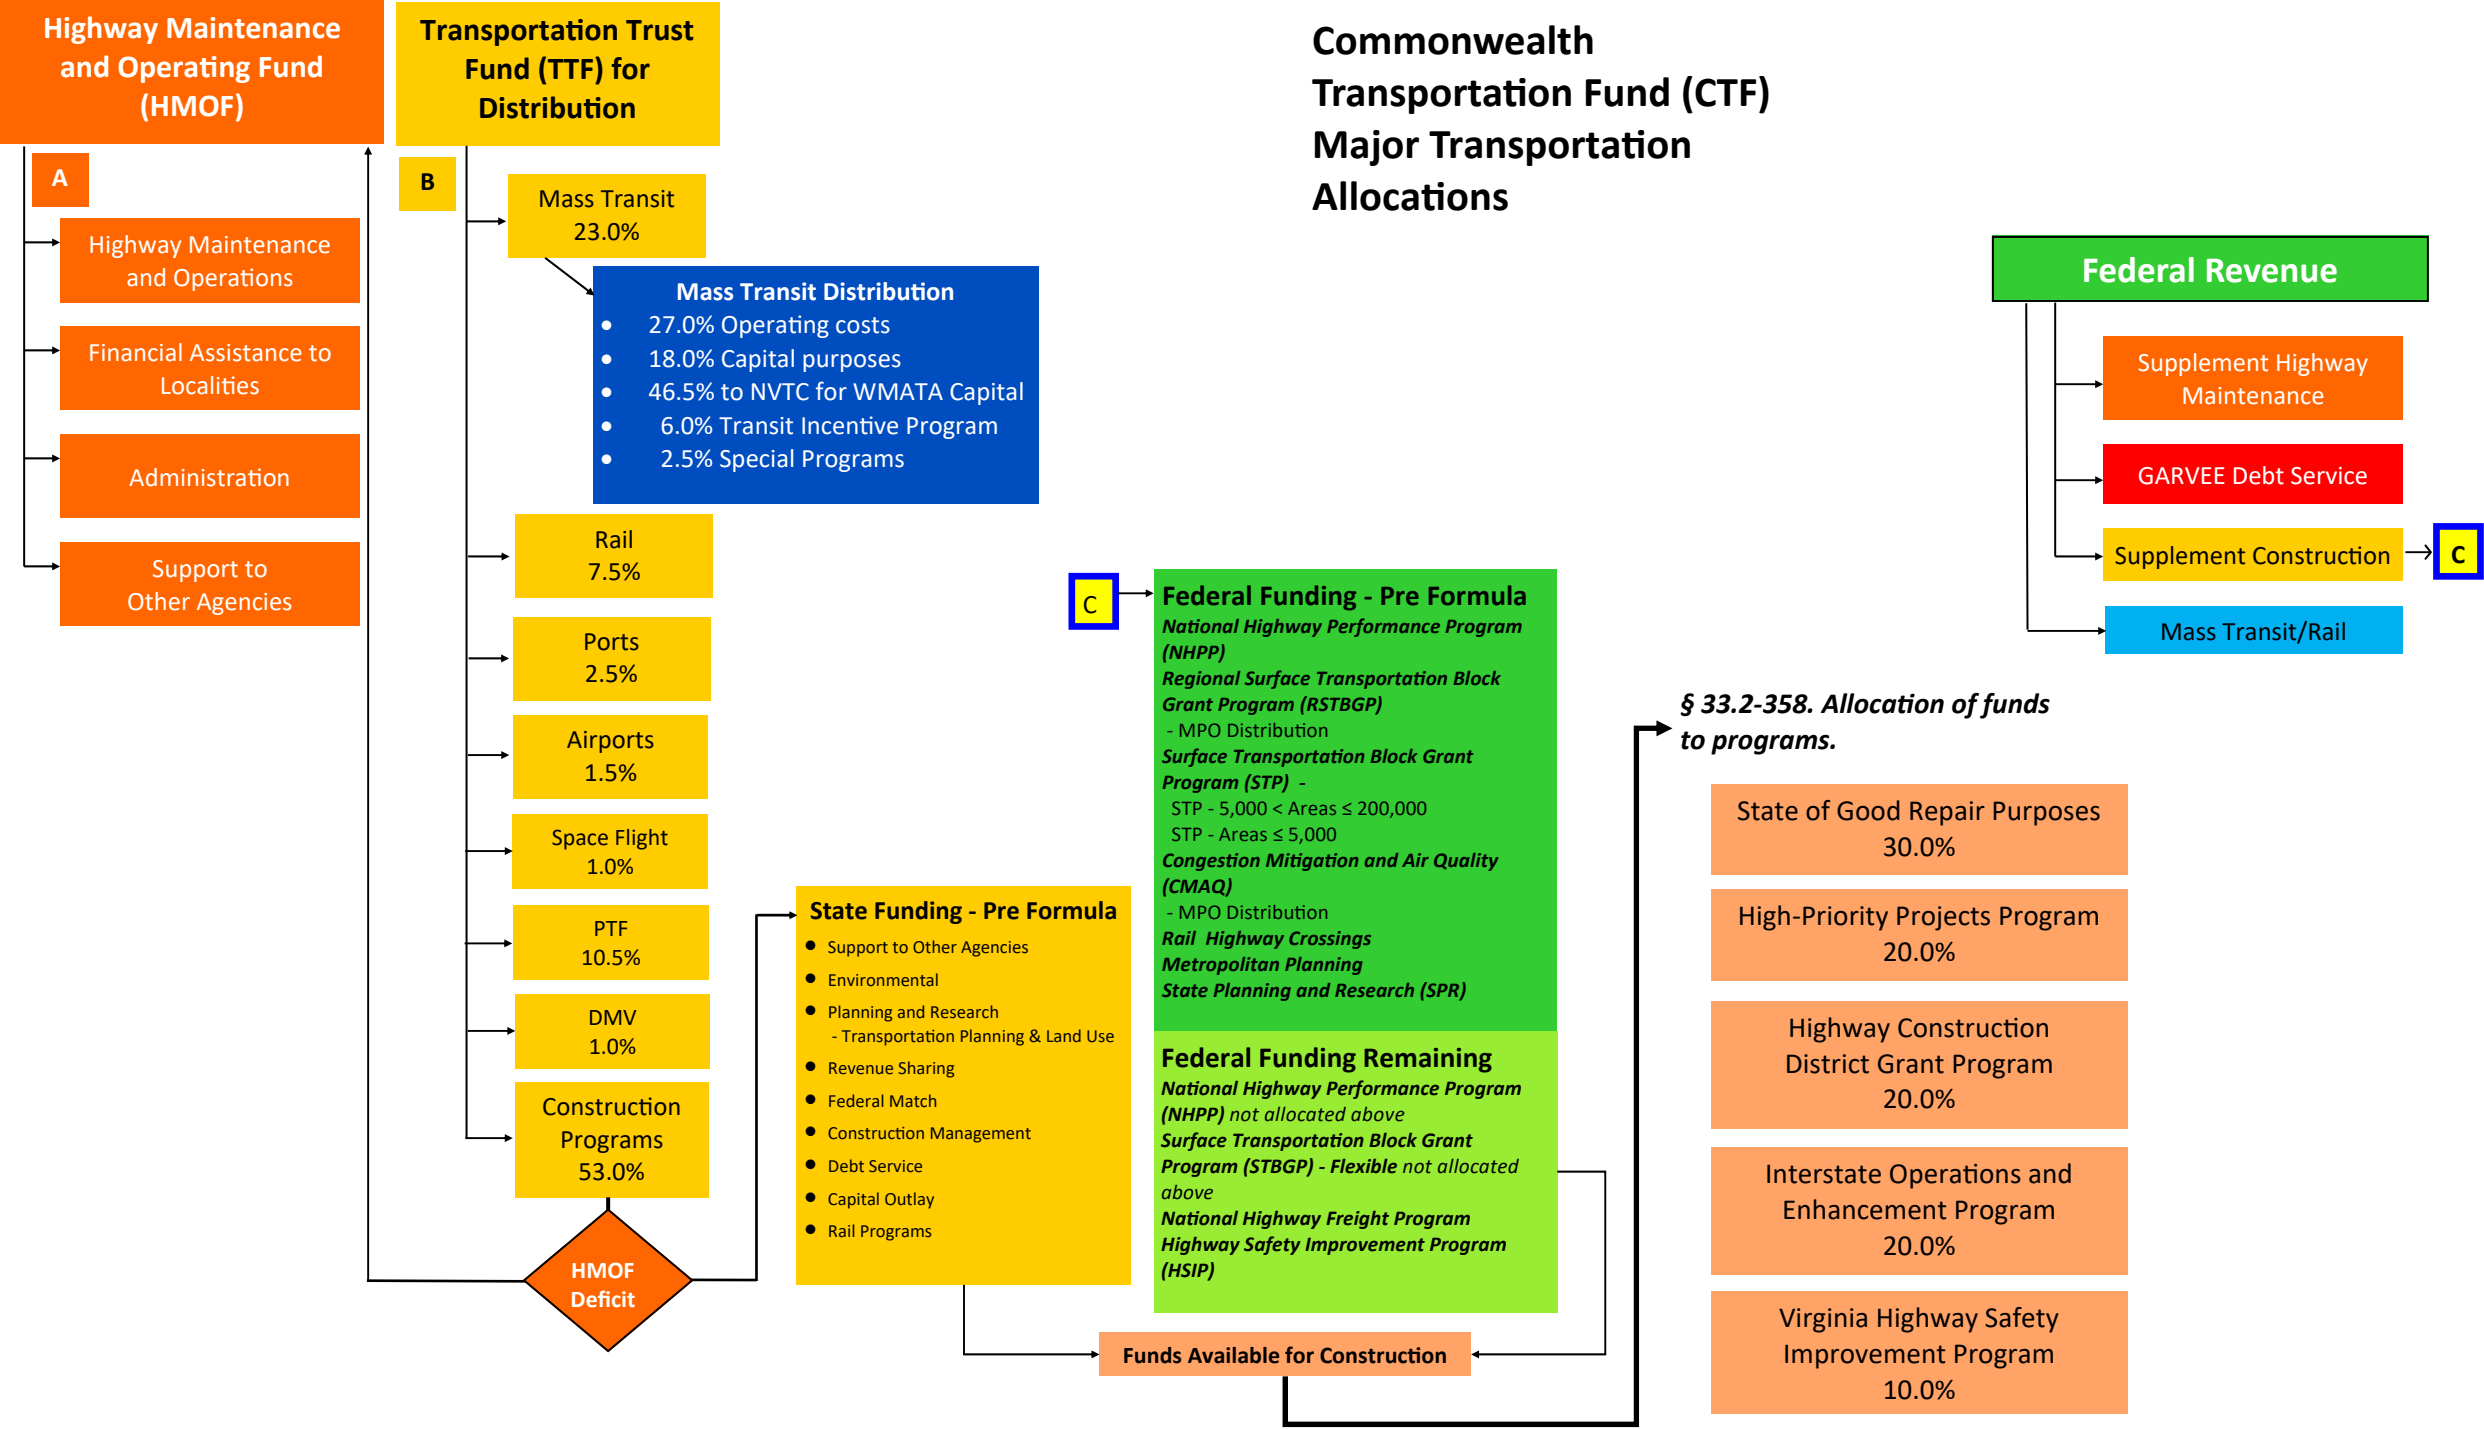 Highway Maintenance
and Operating Fund
(HMOF)
A
Highway Maintenance
and Operations
Financial Assistance to
Localities
Administration
Support to
Other Agencies
Transportation Trust
Fund (TTF) for
Distribution
B
Mass Transit
23.0%
Mass Transit Distribution
• 27.0% Operating costs
• 18.0% Capital purposes
• 46.5% to NVTC for WMATA Capital
• 6.0% Transit Incentive Program
• 2.5% Special Programs
Rail
7.5%
Ports
2.5%
Airports
1.5%
Space Flight
1.0%
PTF
10.5%
DMV
1.0%
Construction
Programs
53.0%
HMOF
Deficit
State Funding - Pre Formula
• Support to Other Agencies
• Environmental
• Planning and Research
- Transportation Planning & Land Use
• Revenue Sharing
• Federal Match
• Construction Management
• Debt Service
• Capital Outlay
• Rail Programs
Commonwealth
Transportation Fund (CTF)
Major Transportation
Allocations
C
Federal Funding - Pre Formula
National Highway Performance Program
(NHPP)
Regional Surface Transportation Block
Grant Program (RSTBGP)
- MPO Distribution
Surface Transportation Block Grant
Program (STP) -
STP - 5,000 < Areas ≤ 200,000
STP - Areas ≤ 5,000
Congestion Mitigation and Air Quality
(CMAQ)
- MPO Distribution
Rail Highway Crossings
Metropolitan Planning
State Planning and Research (SPR)
Federal Funding Remaining
National Highway Performance Program
(NHPP) not allocated above
Surface Transportation Block Grant
Program (STBGP) - Flexible not allocated
above
National Highway Freight Program
Highway Safety Improvement Program
(HSIP)
Funds Available for Construction
Federal Revenue
Supplement Highway
Maintenance
GARVEE Debt Service
Supplement Construction
C
Mass Transit/Rail
§ 33.2-358. Allocation of funds
to programs.
State of Good Repair Purposes
30.0%
High-Priority Projects Program
20.0%
Highway Construction
District Grant Program
20.0%
Interstate Operations and
Enhancement Program
20.0%
Virginia Highway Safety
Improvement Program
10.0%